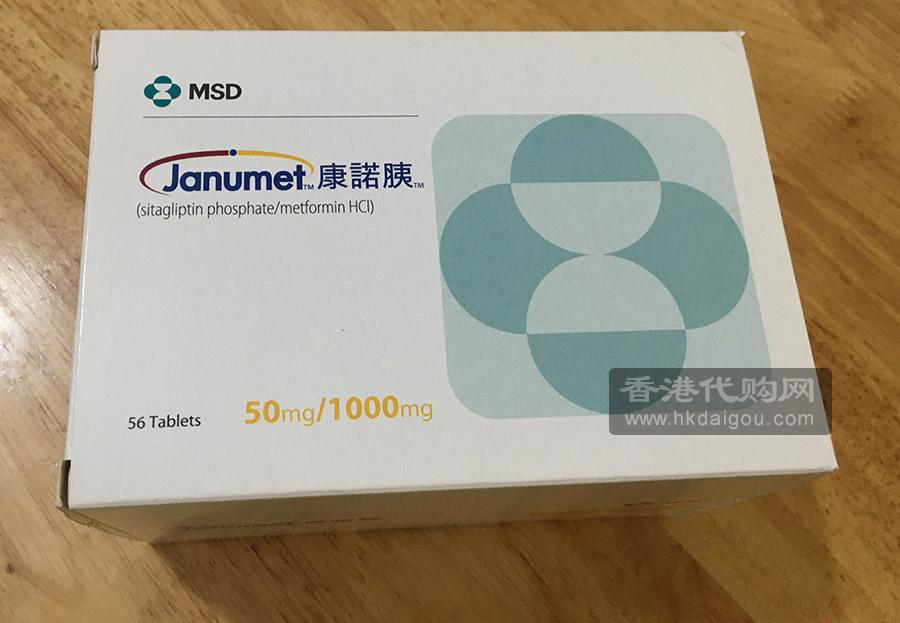 MSD
Janumet™ 康諾胰™
(sitagliptin phosphate/metformin HCl)
56 Tablets 50mg/1000mg
香港代购网
www.hkdaigou.com